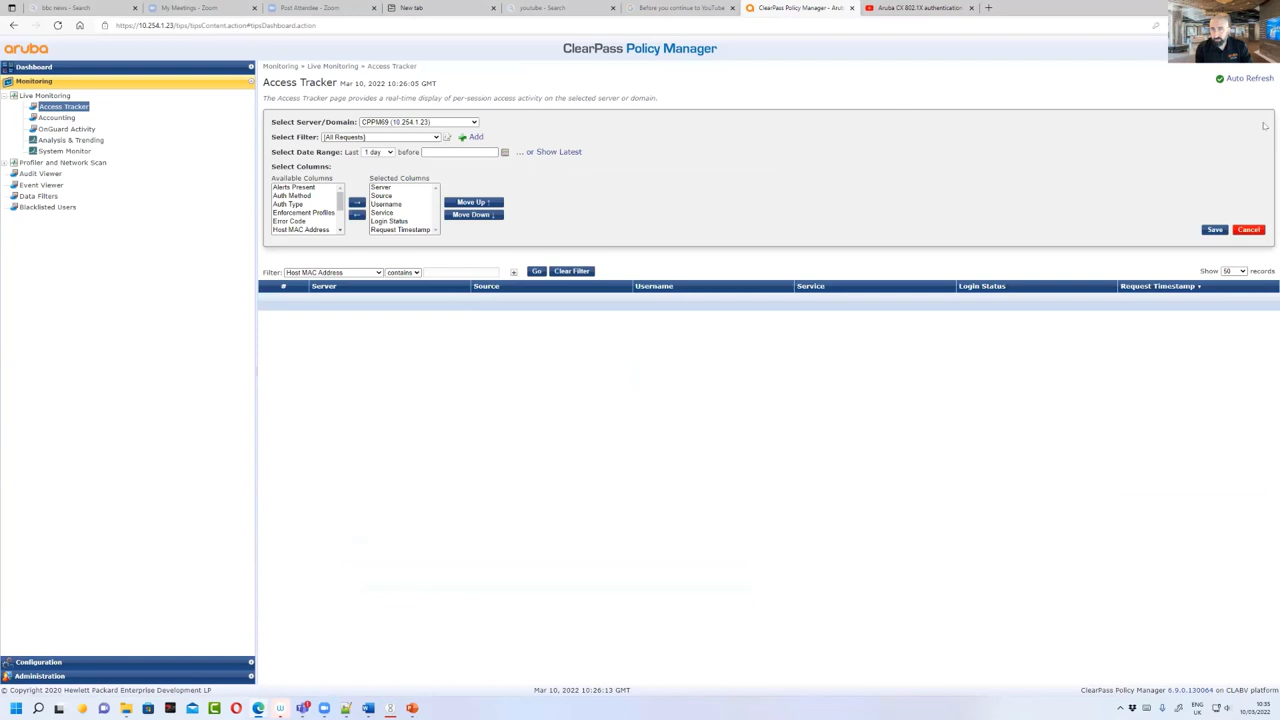 bbc news - Search
My Meetings - Zoom
Post Attendee - Zoom
New tab
youtube - Search
Before you continue to YouTube
ClearPass Policy Manager - Aru
Aruba CX 802.1X authentication
https://10.254.1.23/tips/tipsContent.action#tipsDashboard.action
aruba
ClearPass Policy Manager
Dashboard
Monitoring
Live Monitoring
Access Tracker
Accounting
OnGuard Activity
Analysis & Trending
System Monitor
Profiler and Network Scan
Audit Viewer
Event Viewer
Data Filters
Blacklisted Users
Configuration
Administration
Monitoring » Live Monitoring » Access Tracker
Access Tracker Mar 10, 2022 10:26:05 GMT
Auto Refresh
The Access Tracker page provides a real-time display of per-session access activity on the selected server or domain.
Select Server/Domain: CPPM69 (10.254.1.23)
Select Filter: [All Requests] Add
Select Date Range: Last 1 day before ... or Show Latest
Select Columns:
Available Columns
Alerts Present
Auth Method
Auth Type
Enforcement Profiles
Error Code
Host MAC Address
Selected Columns
Server
Source
Username
Service
Login Status
Request Timestamp
Move Up ↑
Move Down ↓
Save Cancel
Filter: Host MAC Address contains + Go Clear Filter Show 50 records
# Server Source Username Service Login Status Request Timestamp ▼
© Copyright 2020 Hewlett Packard Enterprise Development LP
Mar 10, 2022 10:26:13 GMT
ClearPass Policy Manager 6.9.0.130064 on CLABV platform
ENG
UK
10:35
10/03/2022